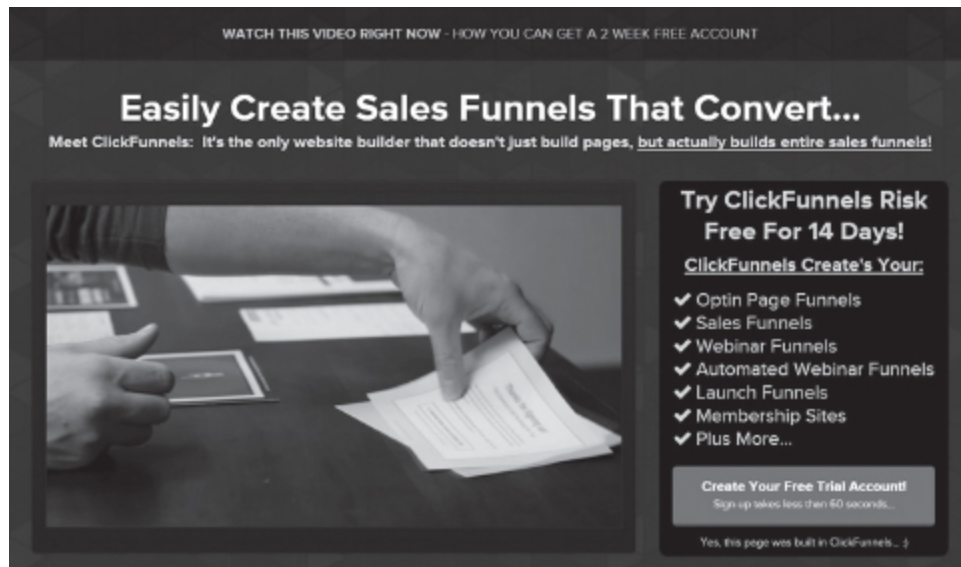 WATCH THIS VIDEO RIGHT NOW - HOW YOU CAN GET A 2 WEEK FREE ACCOUNT
Easily Create Sales Funnels That Convert...
Meet ClickFunnels: It's the only website builder that doesn't just build pages, but actually builds entire sales funnels!
Try ClickFunnels Risk
Free For 14 Days!
ClickFunnels Create's Your:
✔ Optin Page Funnels
✔ Sales Funnels
✔ Webinar Funnels
✔ Automated Webinar Funnels
✔ Launch Funnels
✔ Membership Sites
✔ Plus More...
Create Your Free Trial Account!
Sign up takes less than 60 seconds...
Yes, this page was built in ClickFunnels... :)